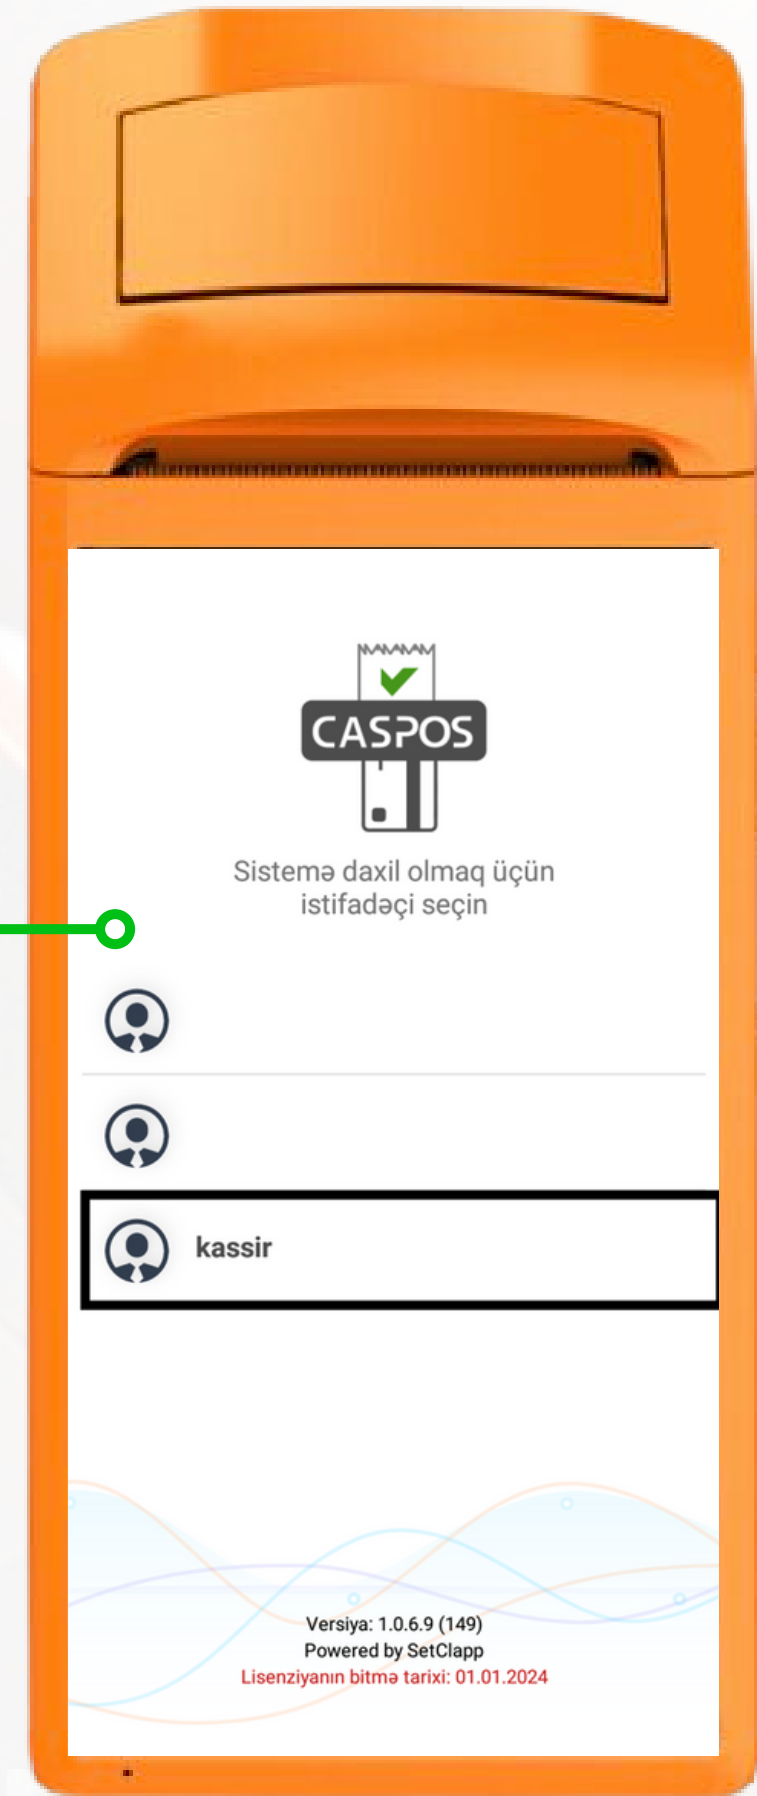 CASPOS
Sistemə daxil olmaq üçün
istifadəçi seçin
kassir
Versiya: 1.0.6.9 (149)
Powered by SetClapp
Lisenziyanın bitmə tarixi: 01.01.2024